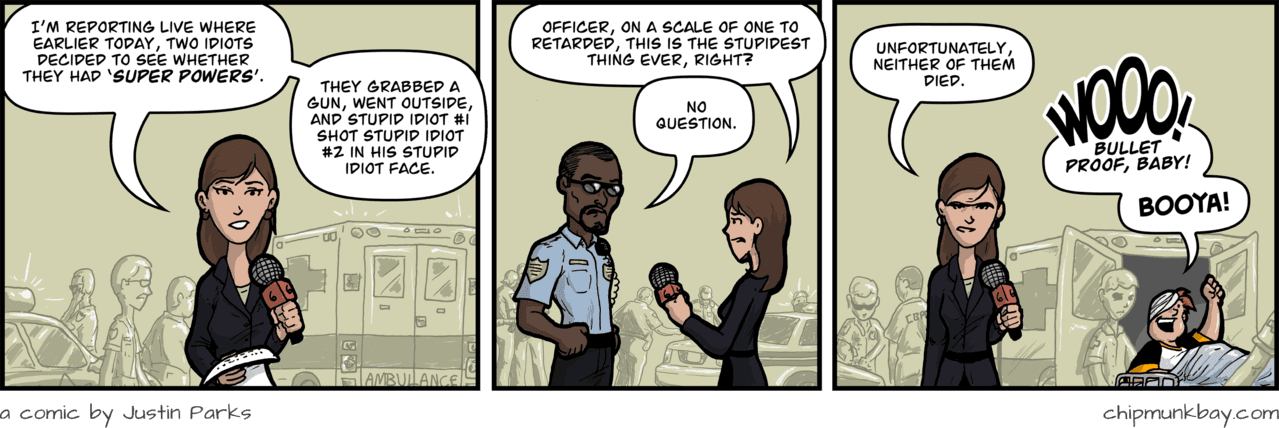 I'M REPORTING LIVE WHERE
EARLIER TODAY, TWO IDIOTS
DECIDED TO SEE WHETHER
THEY HAD 'SUPER POWERS'.
THEY GRABBED A
GUN, WENT OUTSIDE,
AND STUPID IDIOT #1
SHOT STUPID IDIOT
#2 IN HIS STUPID
IDIOT FACE.
AMBULANCE
OFFICER, ON A SCALE OF ONE TO
RETARDED, THIS IS THE STUPIDEST
THING EVER, RIGHT?
NO
QUESTION.
UNFORTUNATELY,
NEITHER OF THEM
DIED.
WOOO!
BULLET
PROOF, BABY!
BOOYA!
a comic by Justin Parks
chipmunkbay.com